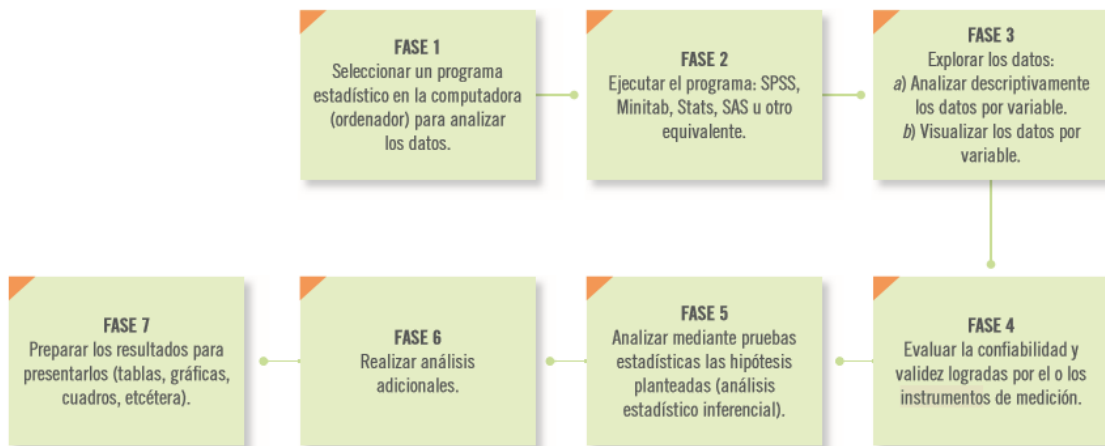 FASE 1
Seleccionar un programa
estadístico en la computadora
(ordenador) para analizar
los datos.
FASE 2
Ejecutar el programa: SPSS,
Minitab, Stats, SAS u otro
equivalente.
FASE 3
Explorar los datos:
a) Analizar descriptivamente
los datos por variable.
b) Visualizar los datos por
variable.
FASE 4
Evaluar la confiabilidad y
validez logradas por el o los
instrumentos de medición.
FASE 5
Analizar mediante pruebas
estadísticas las hipótesis
planteadas (análisis
estadístico inferencial).
FASE 6
Realizar análisis
adicionales.
FASE 7
Preparar los resultados para
presentarlos (tablas, gráficas,
cuadros, etcétera).